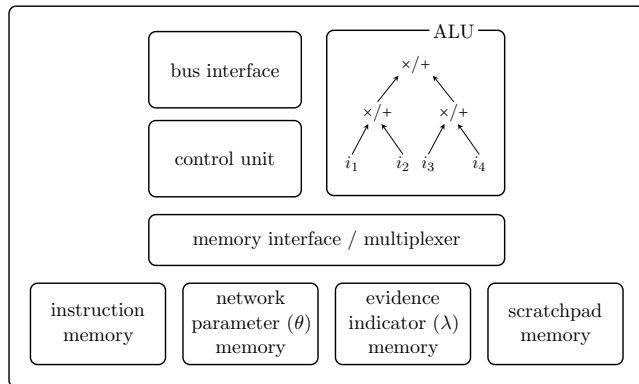 ALU
bus interface
×/+
×/+ ×/+
i1 i2 i3 i4
control unit
memory interface / multiplexer
instruction
memory
network
parameter (θ)
memory
evidence
indicator (λ)
memory
scratchpad
memory